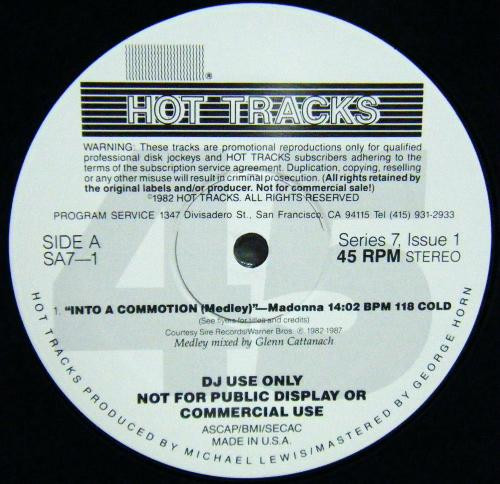 ®
HOT TRACKS
WARNING: These tracks are promotional reproductions only for qualified
professional disk jockeys and HOT TRACKS subscribers adhering to the
terms of the subscription service agreement. Duplication, copying, reselling
or any other misuse will result in criminal prosecution. (All rights retained by
the original labels and/or producer. Not for commercial sale!)
©1982 HOT TRACKS. ALL RIGHTS RESERVED
PROGRAM SERVICE 1347 Divisadero St., San Francisco, CA 94115 Tel (415) 931-2933
SIDE A
SA7—1
Series 7, Issue 1
45 RPM STEREO
45
1. "INTO A COMMOTION (Medley)"—Madonna 14:02 BPM 118 COLD
(See flyers for titles and credits)
Courtesy Sire Records/Warner Bros. ℗ 1982-1987
Medley mixed by Glenn Cattanach
DJ USE ONLY
NOT FOR PUBLIC DISPLAY OR
COMMERCIAL USE
ASCAP/BMI/SECAC
MADE IN U.S.A.
HOT TRACKS PRODUCED BY MICHAEL LEWIS/MASTERED BY GEORGE HORN